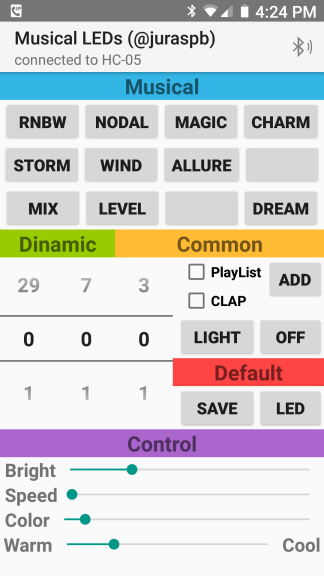 4:24 PM
Musical LEDs (@juraspb)
connected to HC-05
Musical
RNBW NODAL MAGIC CHARM
STORM WIND ALLURE
MIX LEVEL DREAM
Dinamic Common
29 7 3
PlayList ADD
CLAP
0 0 0
LIGHT OFF
Default
1 1 1
SAVE LED
Control
Bright
Speed
Color
Warm Cool